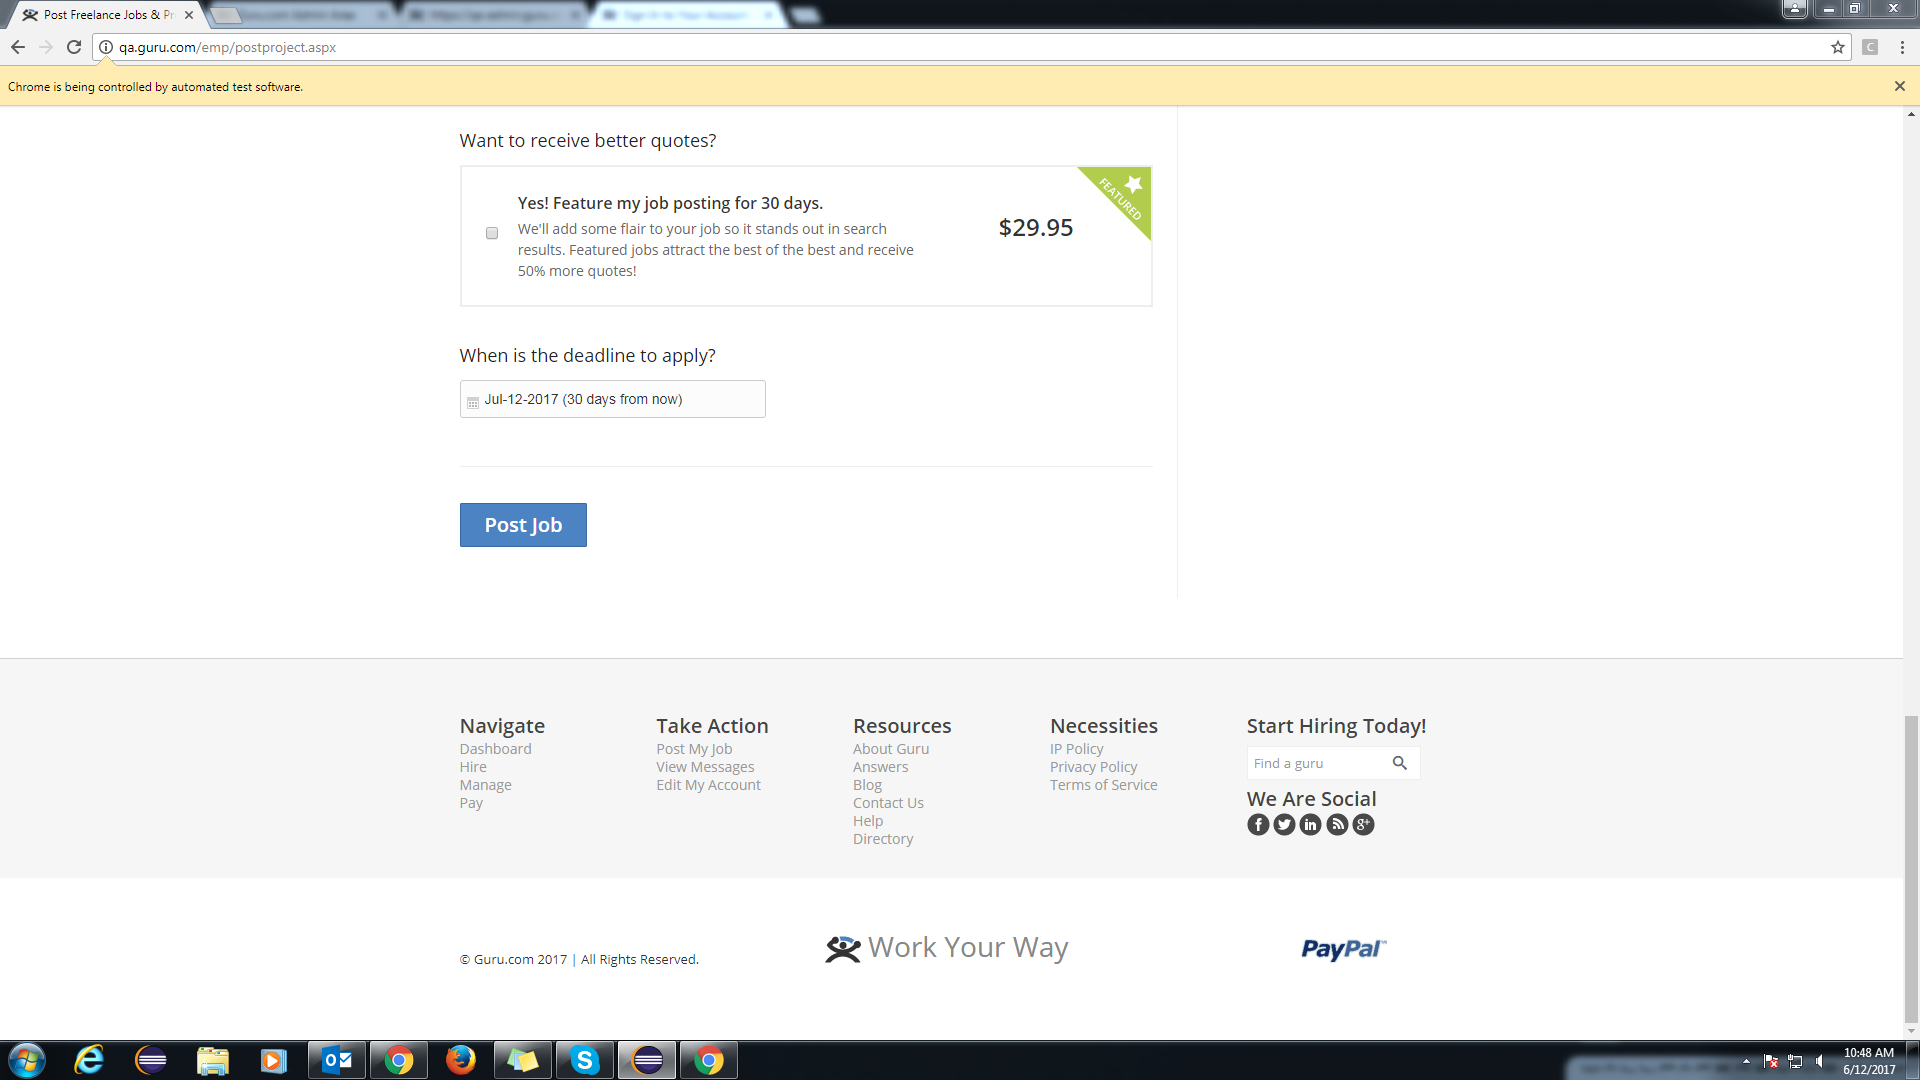 Post Freelance Jobs & Pr
qa.guru.com/emp/postproject.aspx
C
Chrome is being controlled by automated test software.
Want to receive better quotes?
Yes! Feature my job posting for 30 days.
We'll add some flair to your job so it stands out in search
results. Featured jobs attract the best of the best and receive
50% more quotes!
$29.95
FEATURED
When is the deadline to apply?
Jul-12-2017 (30 days from now)
Post Job
Navigate
Dashboard
Hire
Manage
Pay
Take Action
Post My Job
View Messages
Edit My Account
Resources
About Guru
Answers
Blog
Contact Us
Help
Directory
Necessities
IP Policy
Privacy Policy
Terms of Service
Start Hiring Today!
Find a guru
We Are Social
© Guru.com 2017 | All Rights Reserved.
Work Your Way
PayPal™
10:48 AM
6/12/2017